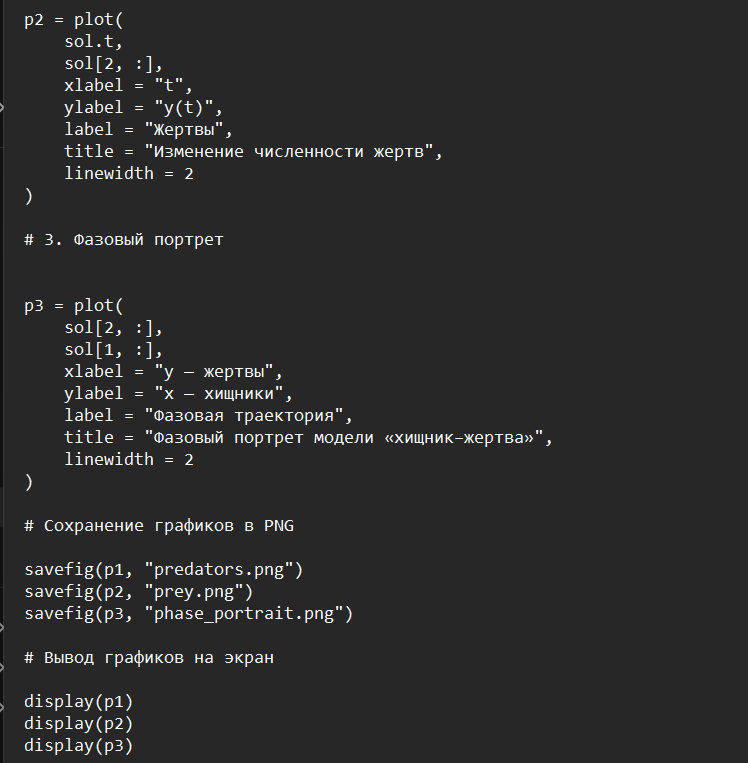 p2 = plot(
    sol.t,
    sol[2, :],
    xlabel = "t",
    ylabel = "y(t)",
    label = "Жертвы",
    title = "Изменение численности жертв",
    linewidth = 2
)
# 3. Фазовый портрет
p3 = plot(
    sol[2, :],
    sol[1, :],
    xlabel = "y — жертвы",
    ylabel = "x — хищники",
    label = "Фазовая траектория",
    title = "Фазовый портрет модели «хищник–жертва»",
    linewidth = 2
)
# Сохранение графиков в PNG
savefig(p1, "predators.png")
savefig(p2, "prey.png")
savefig(p3, "phase_portrait.png")
# Вывод графиков на экран
display(p1)
display(p2)
display(p3)